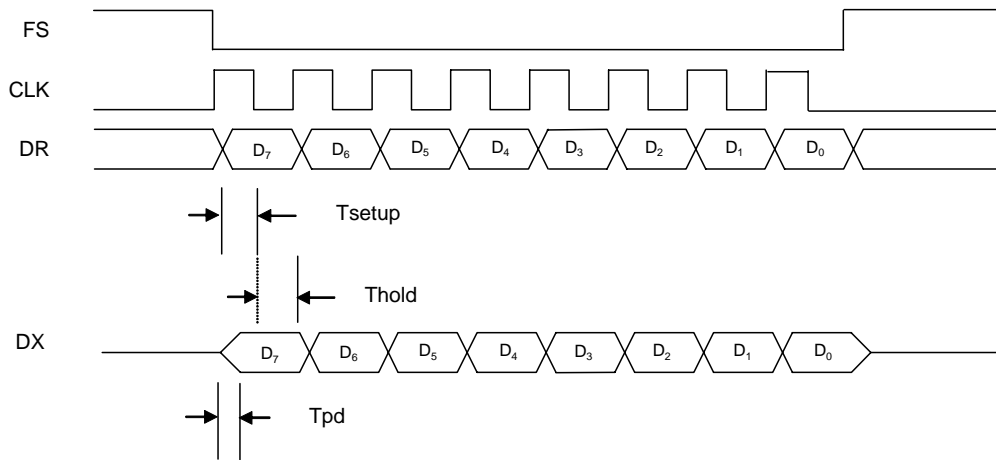 FS
CLK
DR
D₇ D₆ D₅ D₄ D₃ D₂ D₁ D₀
Tsetup
Thold
DX
D₇ D₆ D₅ D₄ D₃ D₂ D₁ D₀
Tpd